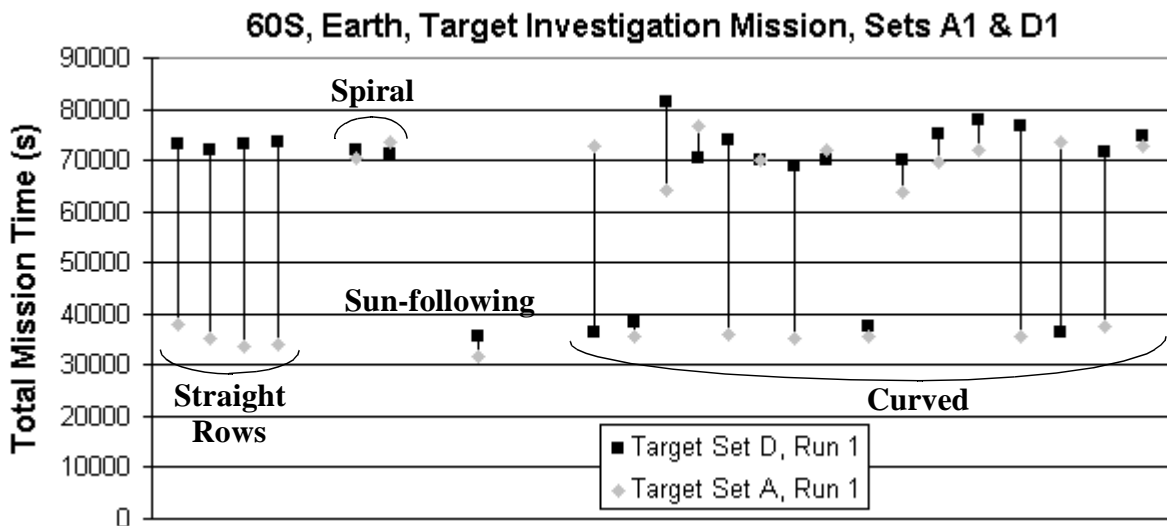 60S, Earth, Target Investigation Mission, Sets A1 & D1
Total Mission Time (s)
90000
80000
70000
60000
50000
40000
30000
20000
10000
0
Spiral
Sun-following
Straight
Rows
Curved
Target Set D, Run 1
Target Set A, Run 1